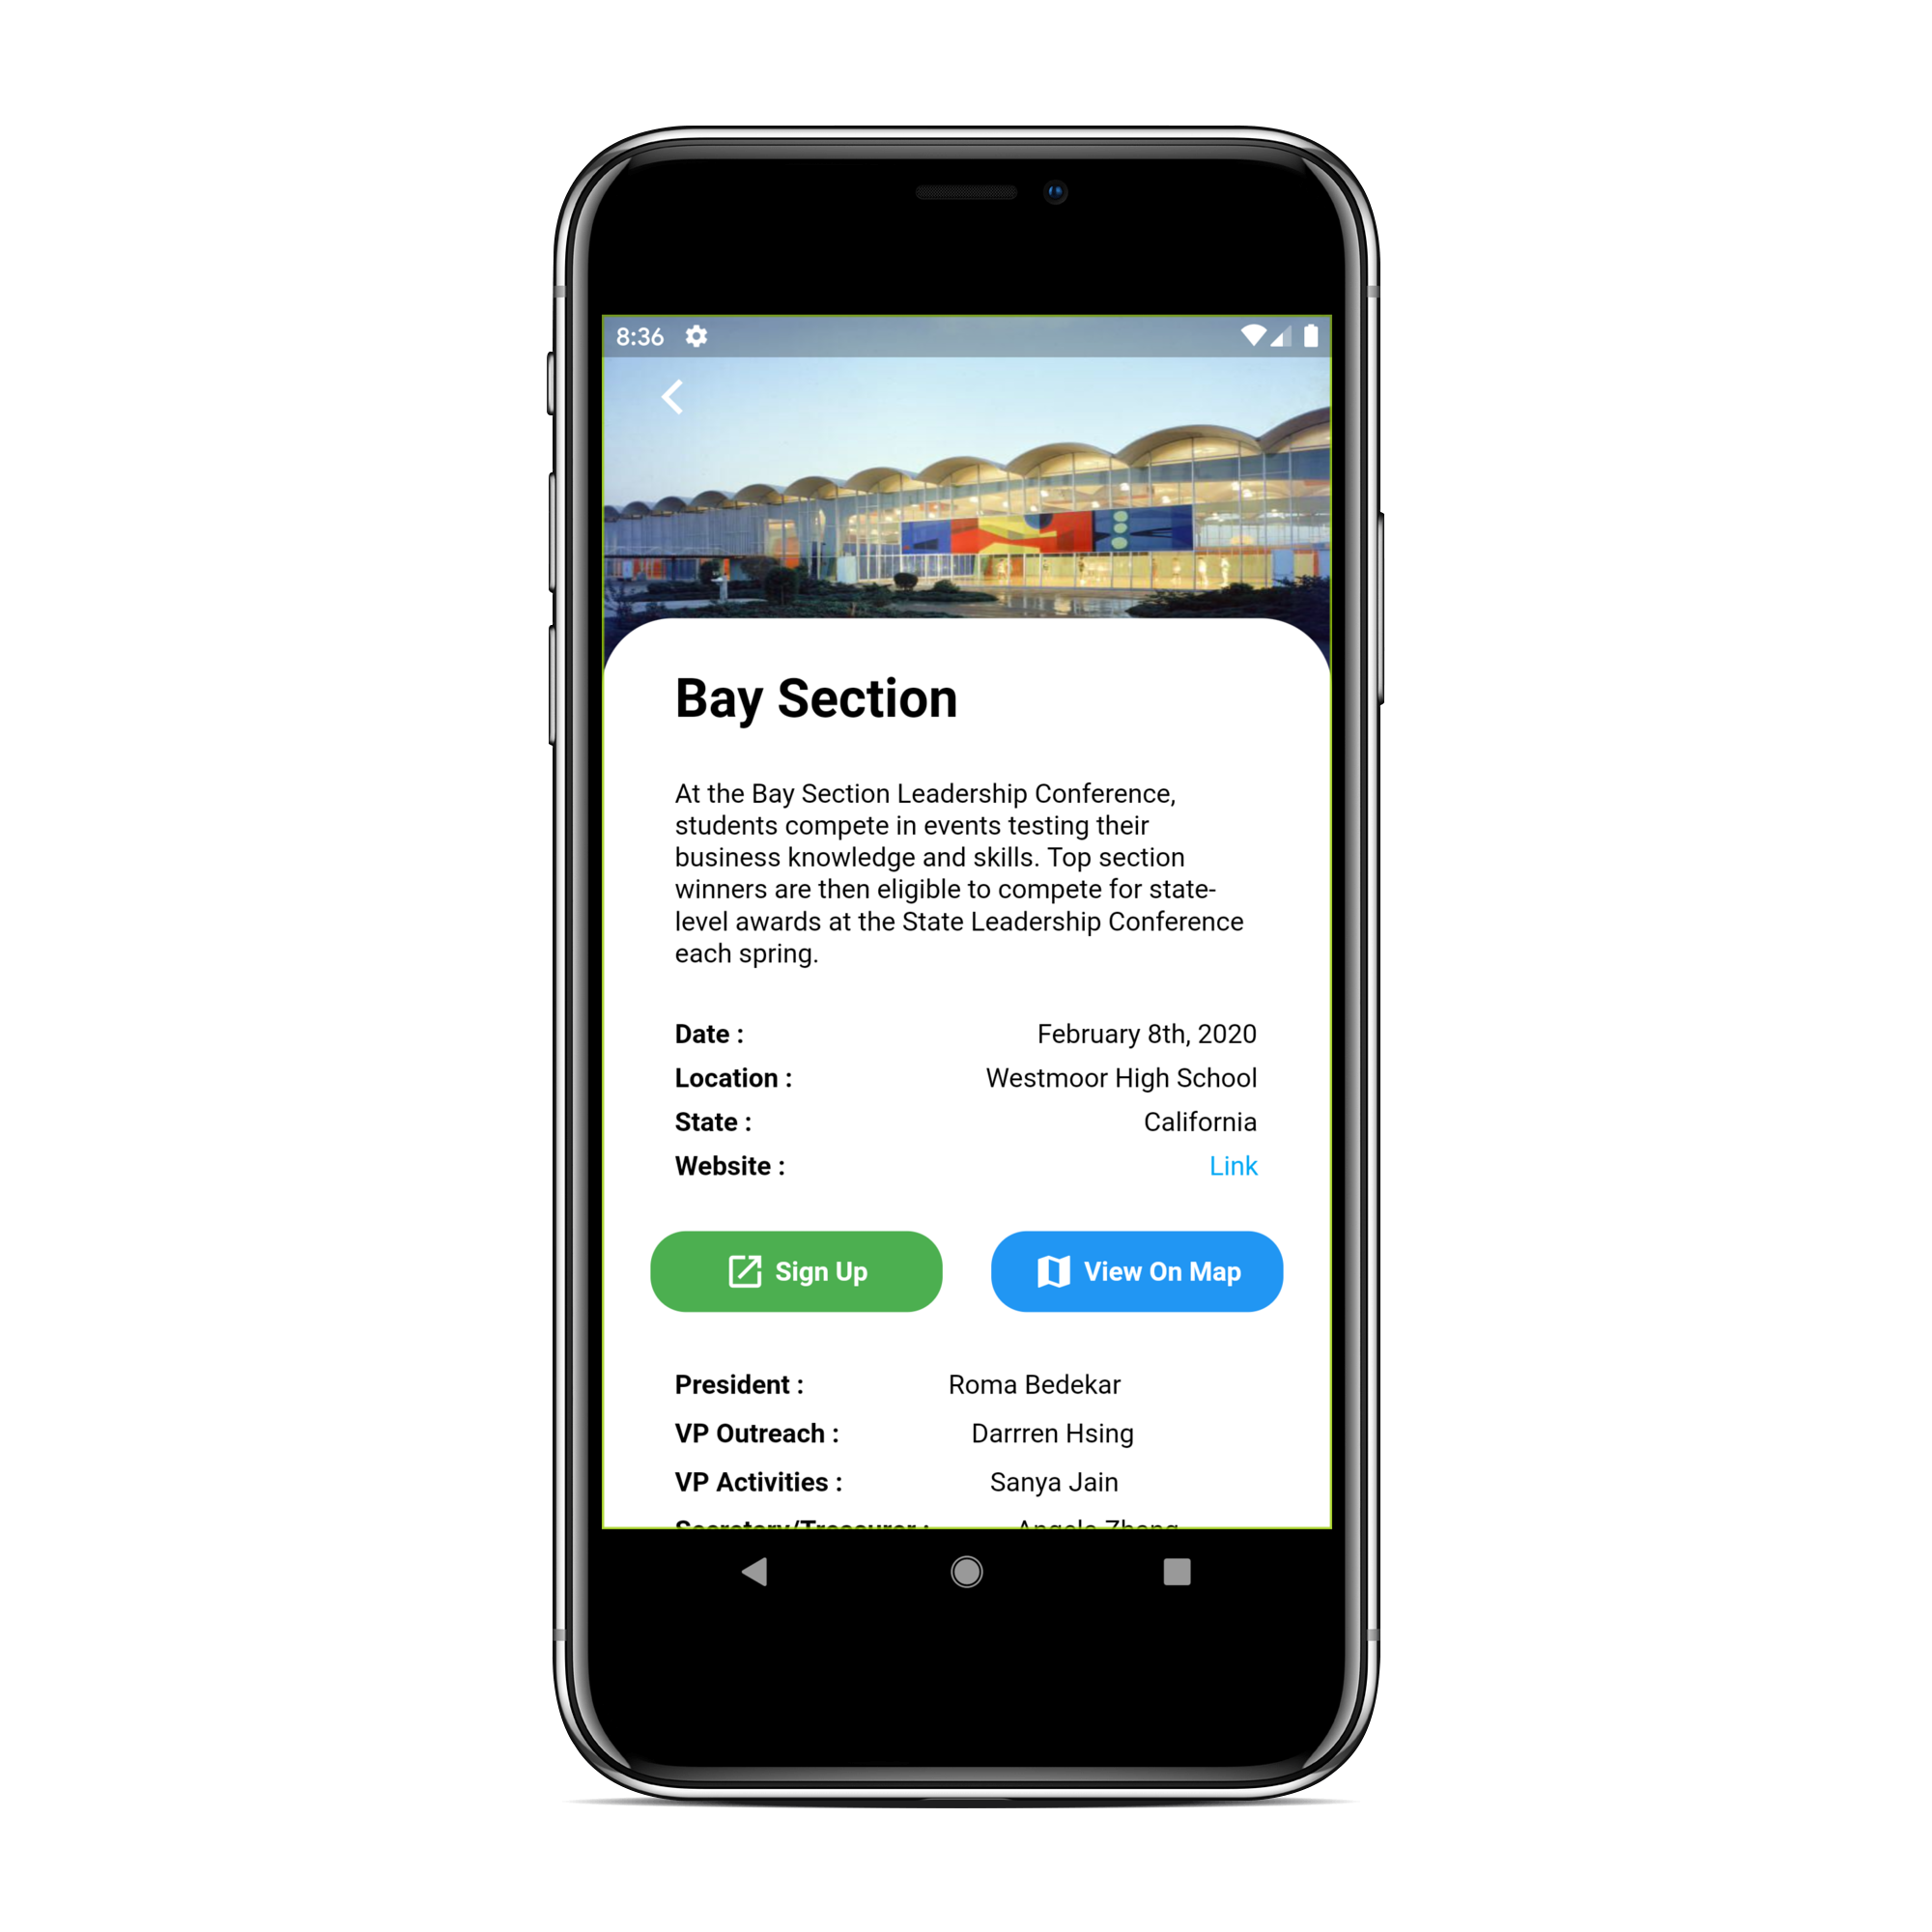 8:36
Bay Section
At the Bay Section Leadership Conference,
students compete in events testing their
business knowledge and skills. Top section
winners are then eligible to compete for state-
level awards at the State Leadership Conference
each spring.
Date : February 8th, 2020
Location : Westmoor High School
State : California
Website : Link
Sign Up View On Map
President : Roma Bedekar
VP Outreach : Darrren Hsing
VP Activities : Sanya Jain
Secretary/Treasurer :